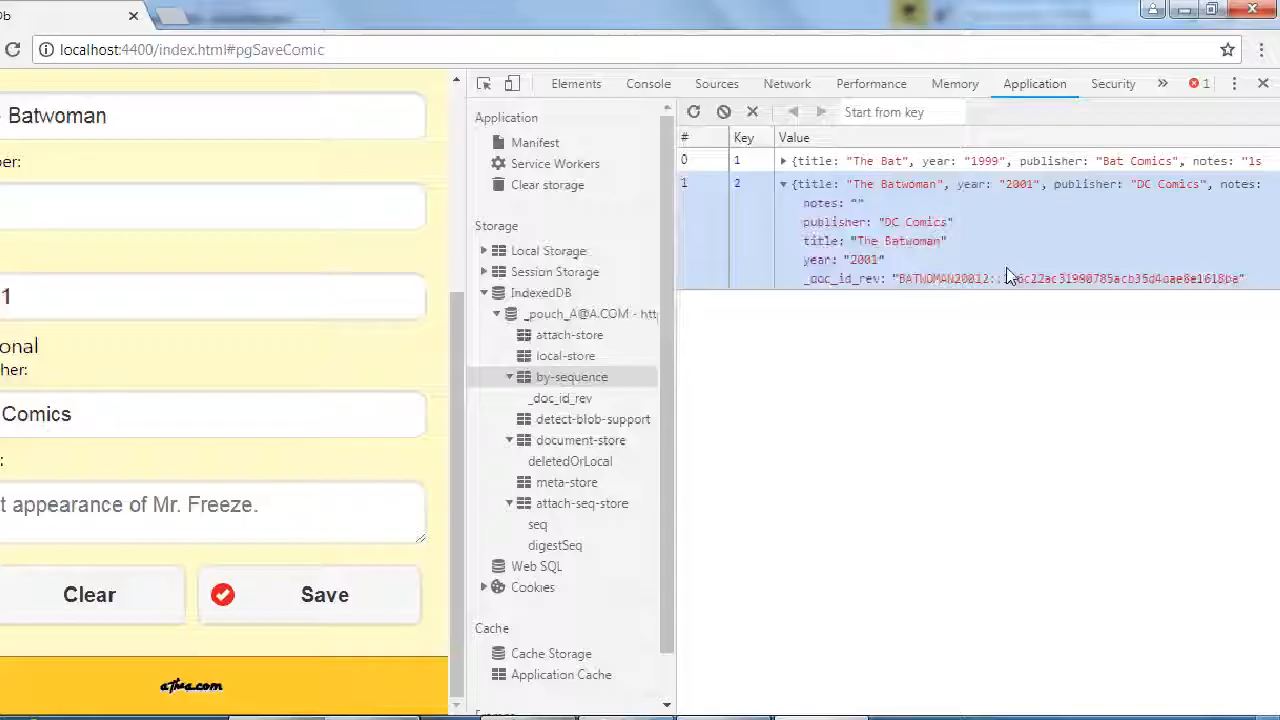 localhost:4400/index.html#pgSaveComic
Elements Console Sources Network Performance Memory Application Security » 1
Batwoman
1
onal
her:
Comics
t appearance of Mr. Freeze.
Clear Save
Application
Manifest
Service Workers
Clear storage
Storage
Local Storage
Session Storage
IndexedDB
_pouch_A@A.COM - htt
attach-store
local-store
by-sequence
_doc_id_rev
detect-blob-support
document-store
deletedOrLocal
meta-store
attach-seq-store
seq
digestSeq
Web SQL
Cookies
Cache
Cache Storage
Application Cache
Start from key
# Key Value
0 1 {title: "The Bat", year: "1999", publisher: "Bat Comics", notes: "1s
1 2 {title: "The Batwoman", year: "2001", publisher: "DC Comics", notes:
notes: ""
publisher: "DC Comics"
title: "The Batwoman"
year: "2001"
_doc_id_rev: